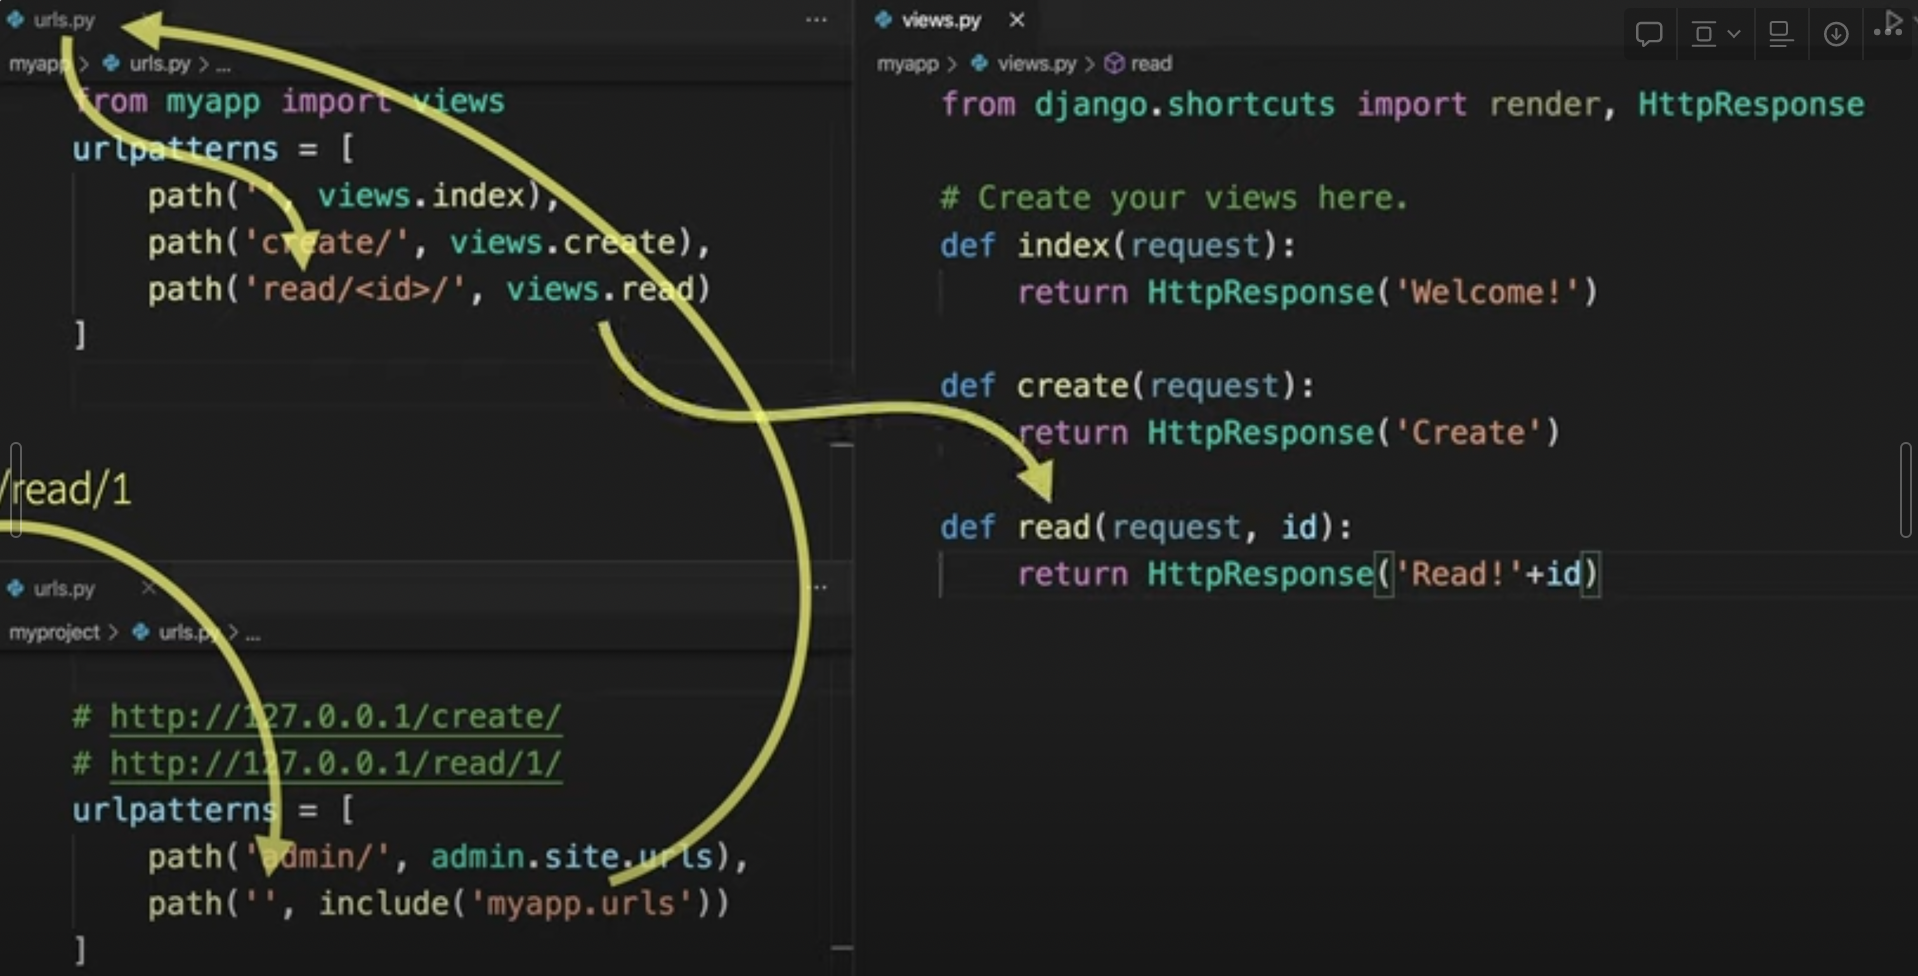 urls.py
myapp > urls.py > ...
from myapp import views
urlpatterns = [
    path('', views.index),
    path('create/', views.create),
    path('read/<id>/', views.read)
]
/read/1
urls.py
myproject > urls.py > ...
# http://127.0.0.1/create/
# http://127.0.0.1/read/1/
urlpatterns = [
    path('admin/', admin.site.urls),
    path('', include('myapp.urls'))
]
views.py
myapp > views.py > read
from django.shortcuts import render, HttpResponse
# Create your views here.
def index(request):
    return HttpResponse('Welcome!')
def create(request):
    return HttpResponse('Create')
def read(request, id):
    return HttpResponse('Read!'+id)